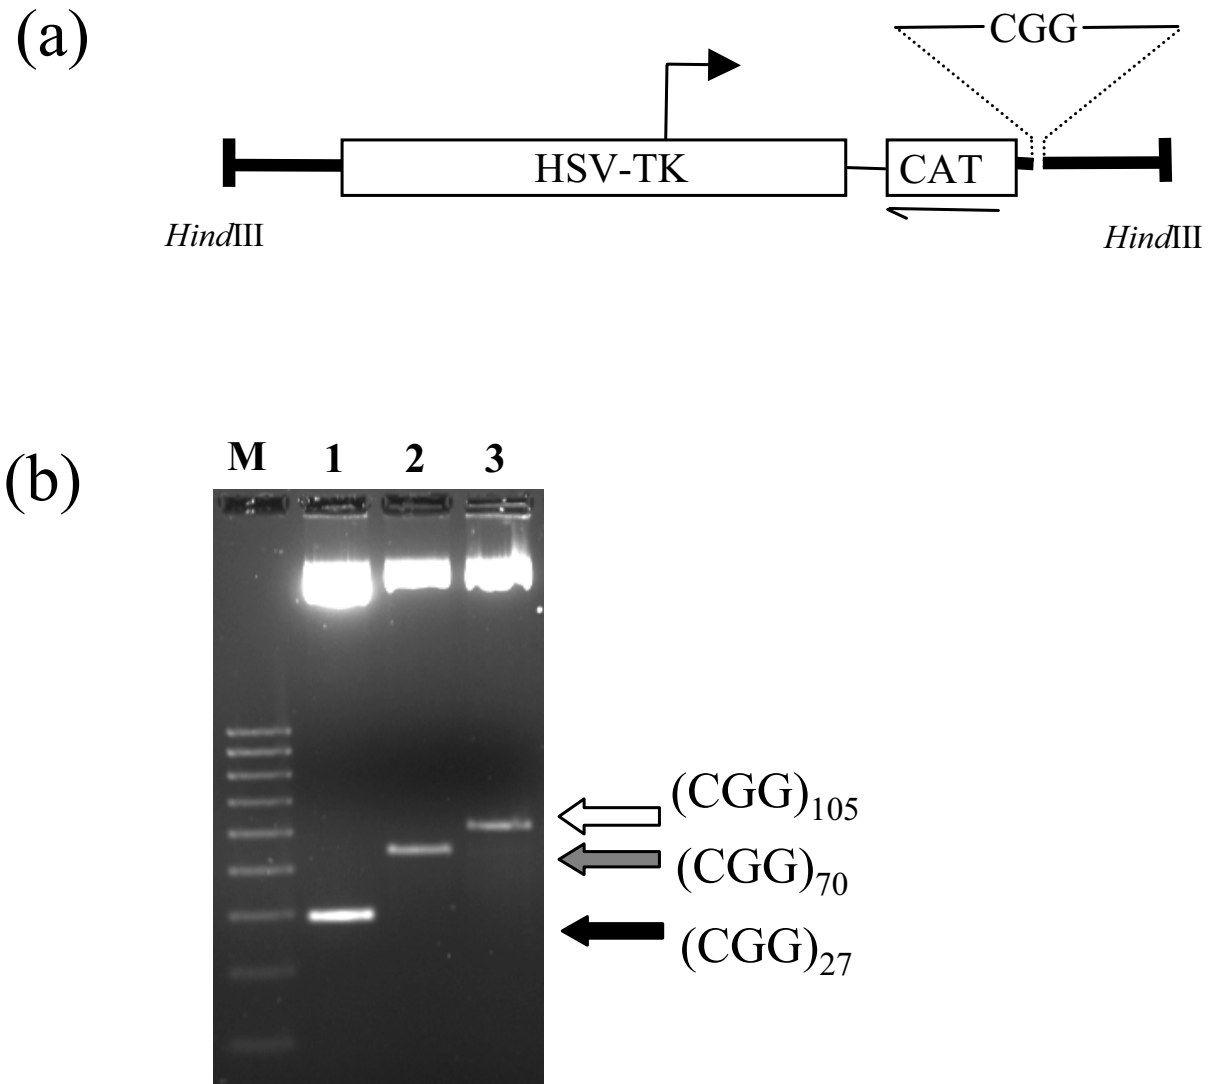 (a)
CGG
HSV-TK
CAT
HindIII
HindIII
(b)
M 1 2 3
(CGG)105
(CGG)70
(CGG)27